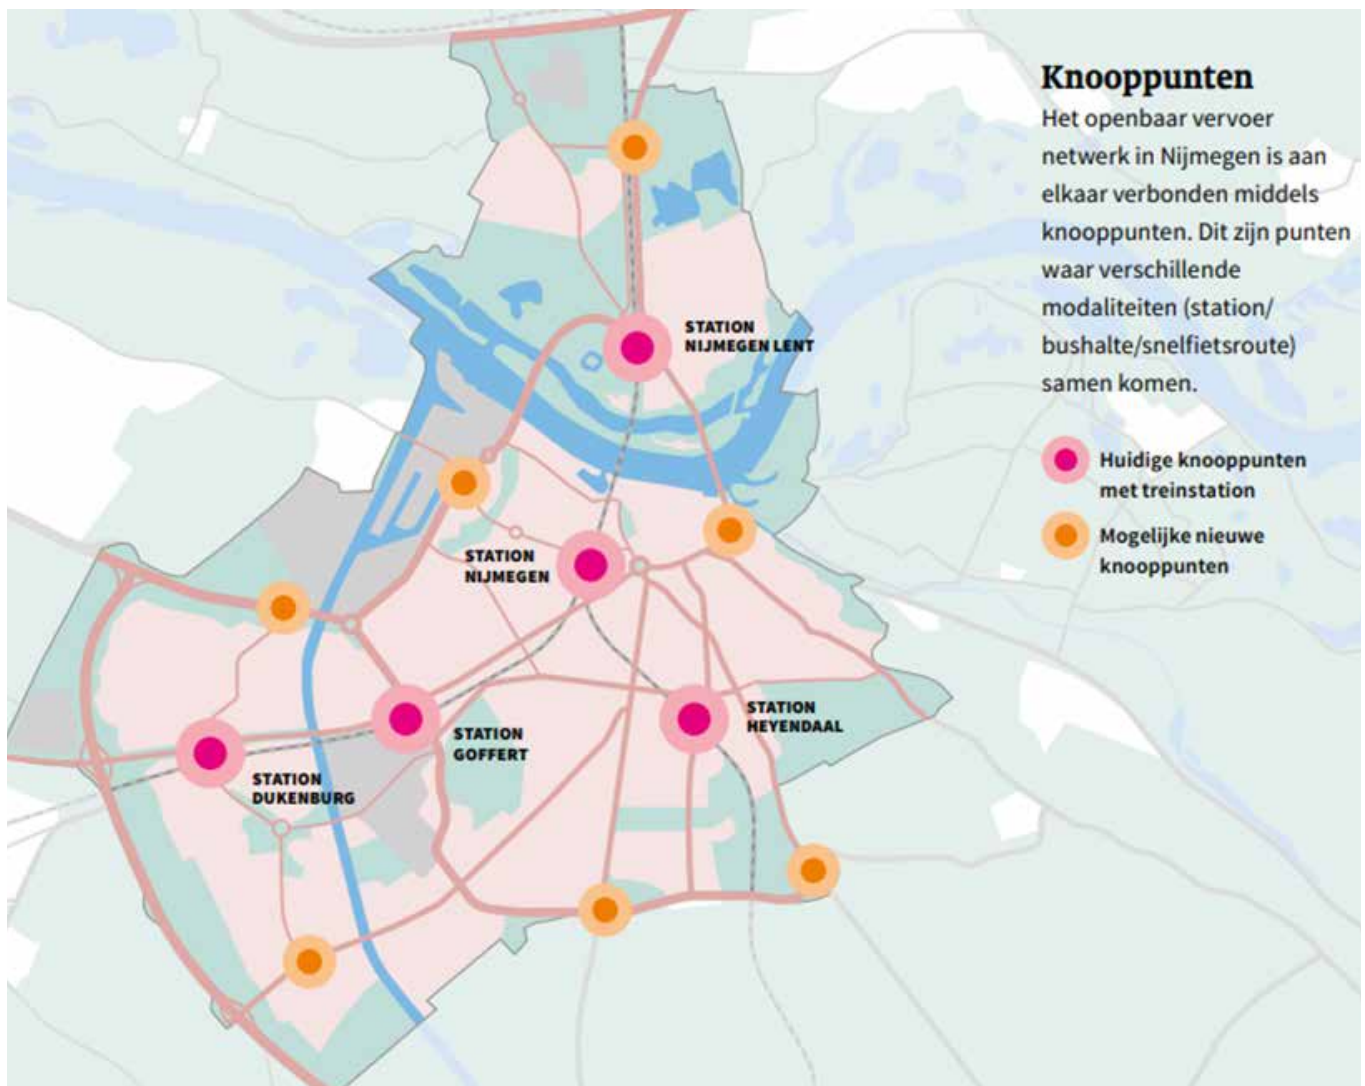 Knooppunten
Het openbaar vervoer
netwerk in Nijmegen is aan
elkaar verbonden middels
knooppunten. Dit zijn punten
waar verschillende
modaliteiten (station/
bushalte/snelfietsroute)
samen komen.
Huidige knooppunten
met treinstation
Mogelijke nieuwe
knooppunten
STATION
NIJMEGEN LENT
STATION
NIJMEGEN
STATION
HEYENDAAL
STATION
GOFFERT
STATION
DUKENBURG